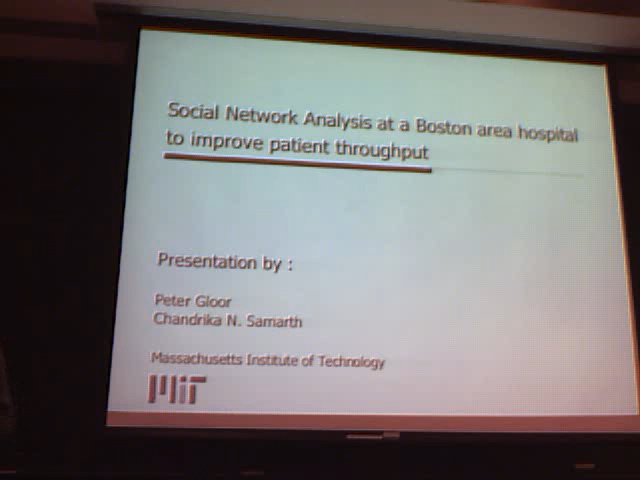 Social Network Analysis at a Boston area hospital
to improve patient throughput
Presentation by :
Peter Gloor
Chandrika N. Samarth
Massachusetts Institute of Technology
MIT